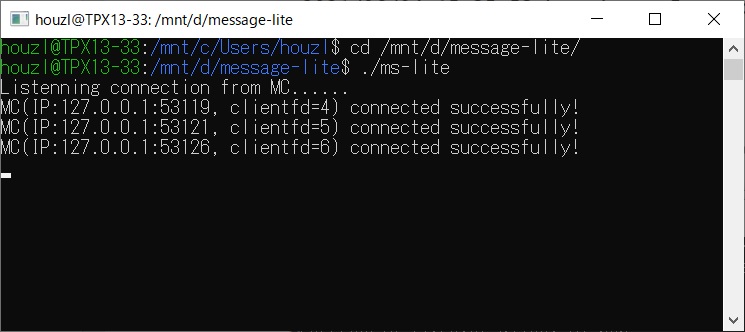 houzl@TPX13-33: /mnt/d/message-lite
houzl@TPX13-33:/mnt/c/Users/houzl$ cd /mnt/d/message-lite/
houzl@TPX13-33:/mnt/d/message-lite$ ./ms-lite
Listenning connection from MC......
MC(IP:127.0.0.1:53119, clientfd=4) connected successfully!
MC(IP:127.0.0.1:53121, clientfd=5) connected successfully!
MC(IP:127.0.0.1:53126, clientfd=6) connected successfully!